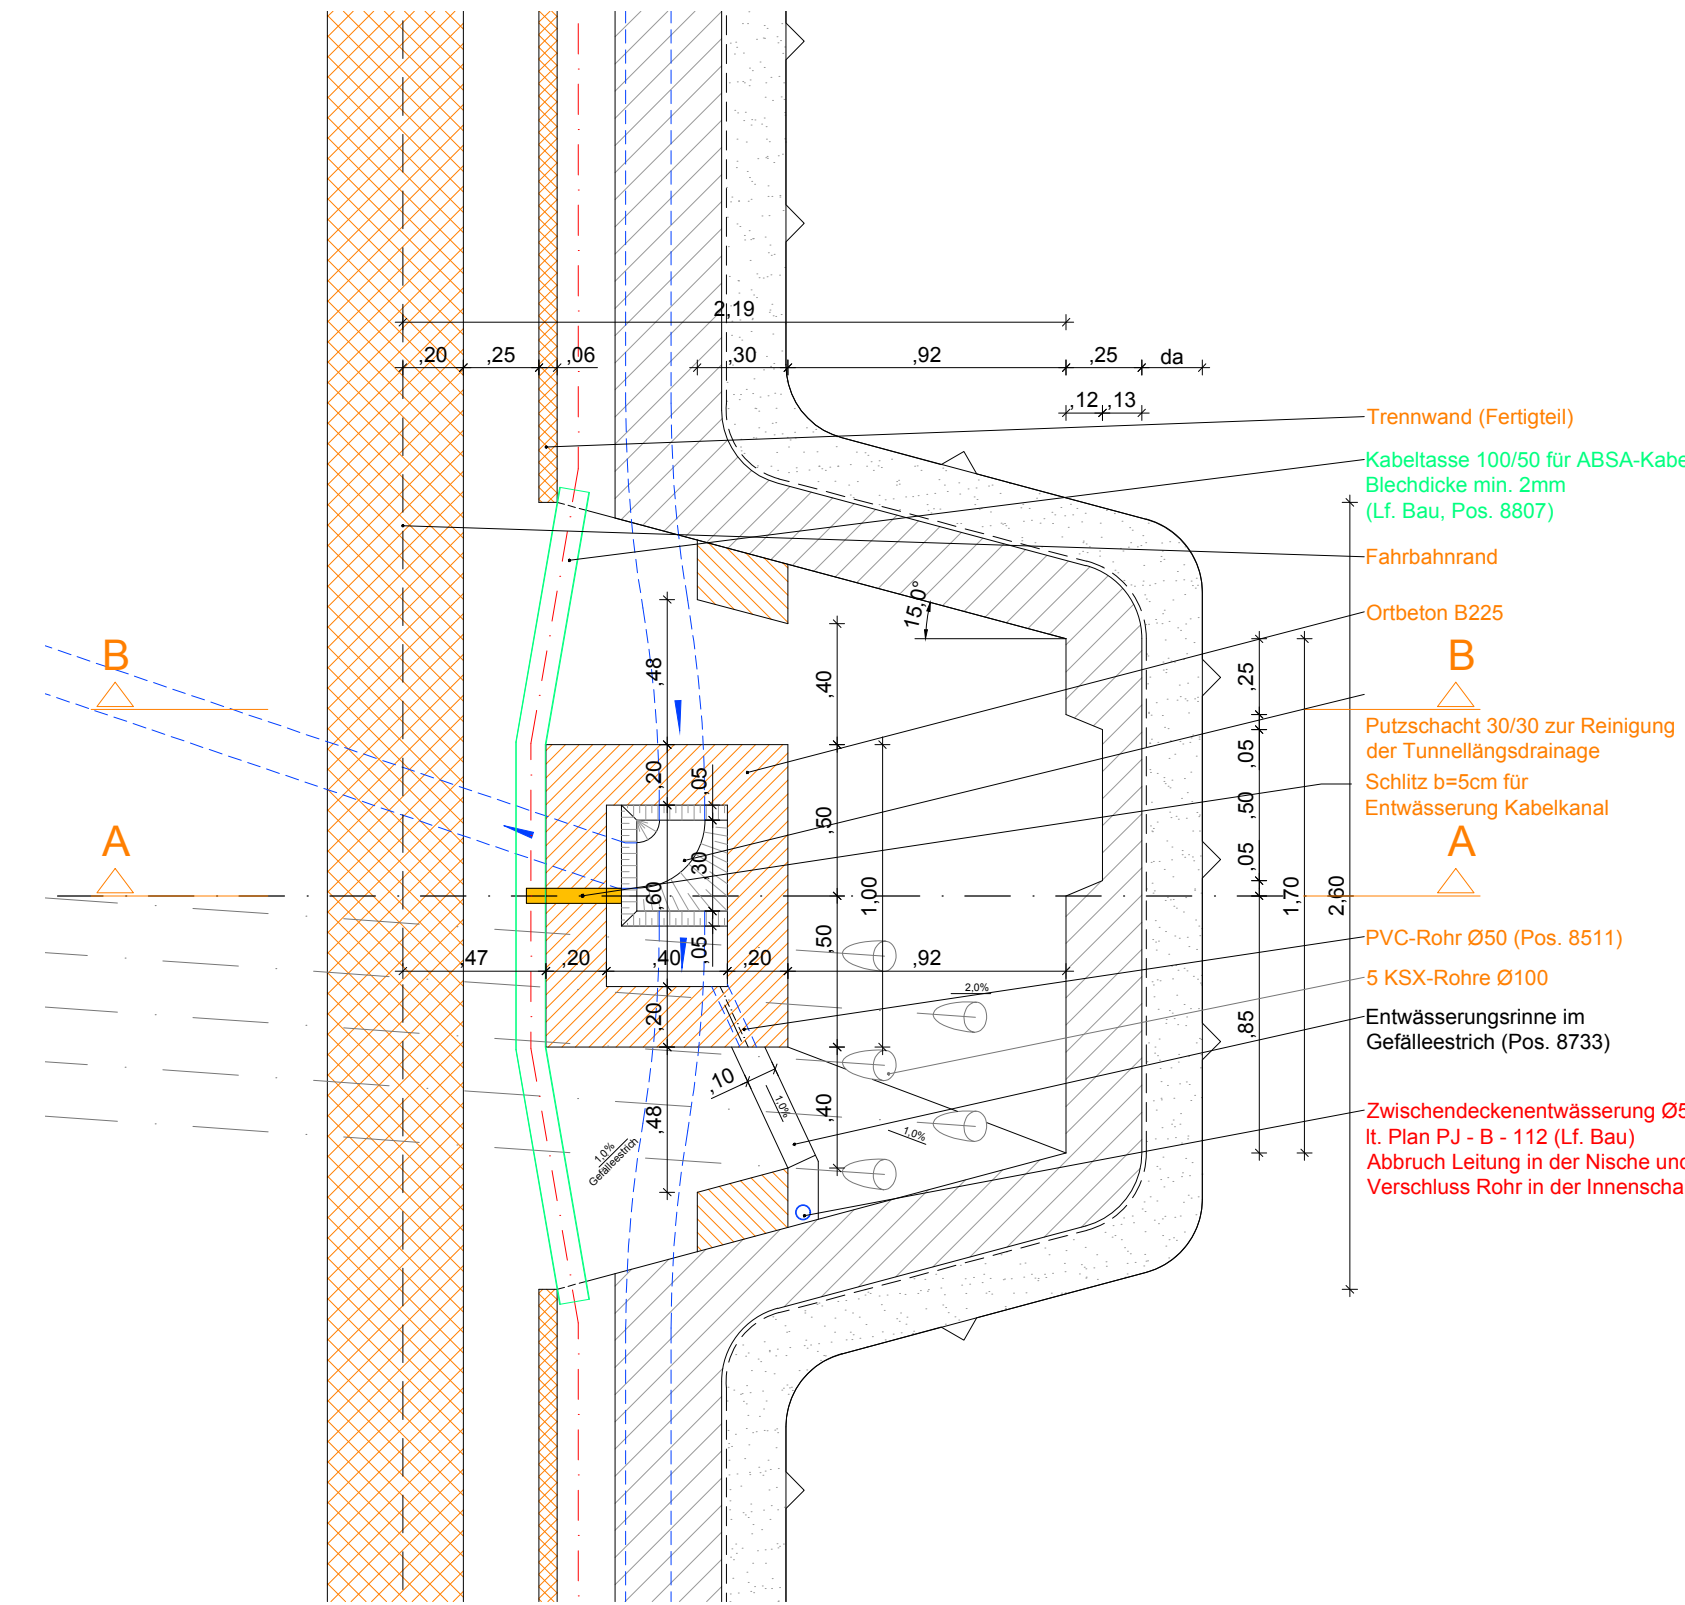 2,19
,20
,25
,06
,30
,92
,25
da
,12
,13
Trennwand (Fertigteil)
Kabeltasse 100/50 für ABSA-Kabe
Blechdicke min. 2mm
(Lf. Bau, Pos. 8807)
Fahrbahnrand
15,0°
Ortbeton B225
B
,48
,40
,25
B
Putzschacht 30/30 zur Reinigung
der Tunnellängsdrainage
,20
,05
,05
Schlitz b=5cm für
Entwässerung Kabelkanal
,50
,50
A
,30
,05
A
,60
1,00
1,70
2,60
,05
,50
PVC-Rohr Ø50 (Pos. 8511)
,47
,20
,40
,20
,92
5 KSX-Rohre Ø100
2,0%
,20
,85
Entwässerungsrinne im
Gefälleestrich (Pos. 8733)
,10
1,0%
,48
,40
1,0%
1,0%
Gefälleestrich
Zwischendeckenentwässerung Ø5
lt. Plan PJ - B - 112 (Lf. Bau)
Abbruch Leitung in der Nische und
Verschluss Rohr in der Innenscha